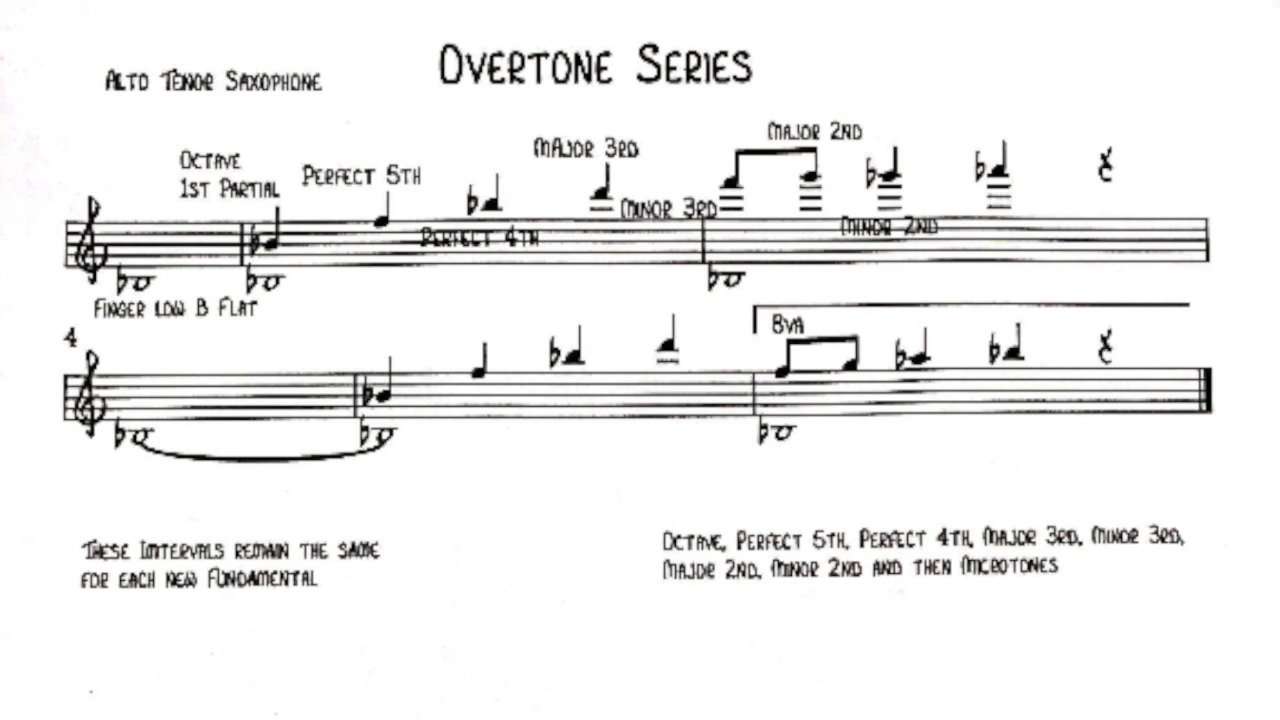 Overtone Series
Alto Tenor Saxophone
Octave
1st Partial
Perfect 5th
Perfect 4th
Major 3rd
Minor 3rd
Major 2nd
Minor 2nd
Finger low B Flat
4
8va
These Intervals remain the same
for each new Fundamental
Octave, Perfect 5th, Perfect 4th, Major 3rd, Minor 3rd,
Major 2nd, Minor 2nd and then Microtones